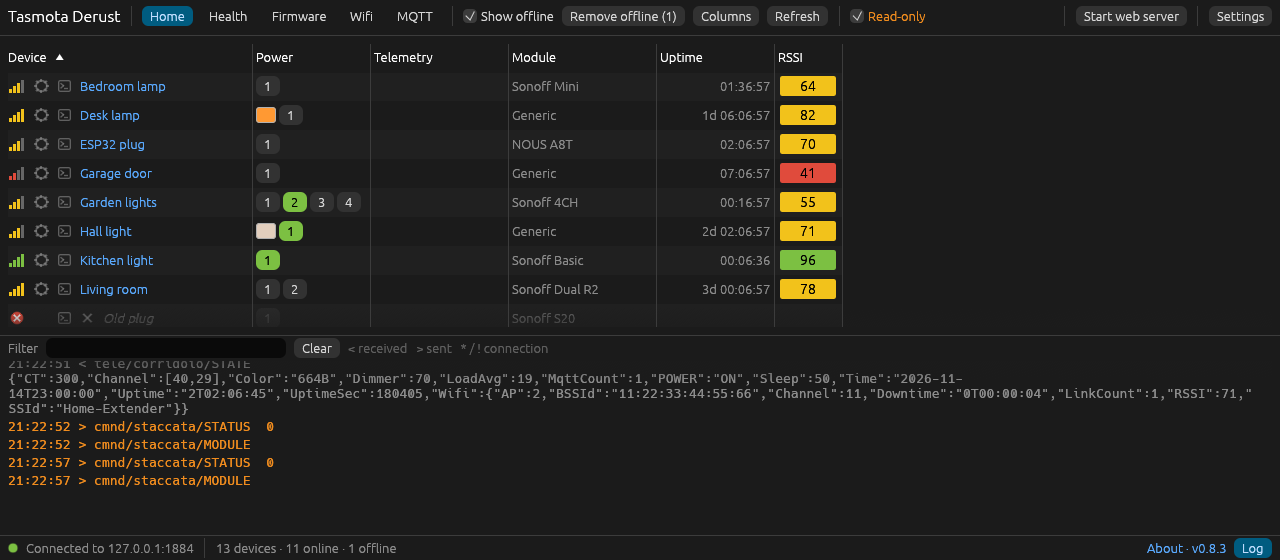 Tasmota Derust Home Health Firmware Wifi MQTT Show offline Remove offline (1) Columns Refresh Read-only Start web server Settings
Device ▲ Power Telemetry Module Uptime RSSI
Bedroom lamp 1 Sonoff Mini 01:36:57 64
Desk lamp 1 Generic 1d 06:06:57 82
ESP32 plug 1 NOUS A8T 02:06:57 70
Garage door 1 Generic 07:06:57 41
Garden lights 1 2 3 4 Sonoff 4CH 00:16:57 55
Hall light 1 Generic 2d 02:06:57 71
Kitchen light 1 Sonoff Basic 00:06:36 96
Living room 1 2 Sonoff Dual R2 3d 00:06:57 78
Old plug 1 Sonoff S20
Filter Clear < received > sent * / ! connection
21:22:51 < tele/corridoio/STATE
{"CT":300,"Channel":[40,29],"Color":"664B","Dimmer":70,"LoadAvg":19,"MqttCount":1,"POWER":"ON","Sleep":50,"Time":"2026-11-
14T23:00:00","Uptime":"2T02:06:45","UptimeSec":180405,"Wifi":{"AP":2,"BSSId":"11:22:33:44:55:66","Channel":11,"Downtime":"0T00:00:04","LinkCount":1,"RSSI":71,"
SSId":"Home-Extender"}}
21:22:52 > cmnd/staccata/STATUS 0
21:22:52 > cmnd/staccata/MODULE
21:22:57 > cmnd/staccata/STATUS 0
21:22:57 > cmnd/staccata/MODULE
Connected to 127.0.0.1:1884 13 devices · 11 online · 1 offline About · v0.8.3 Log